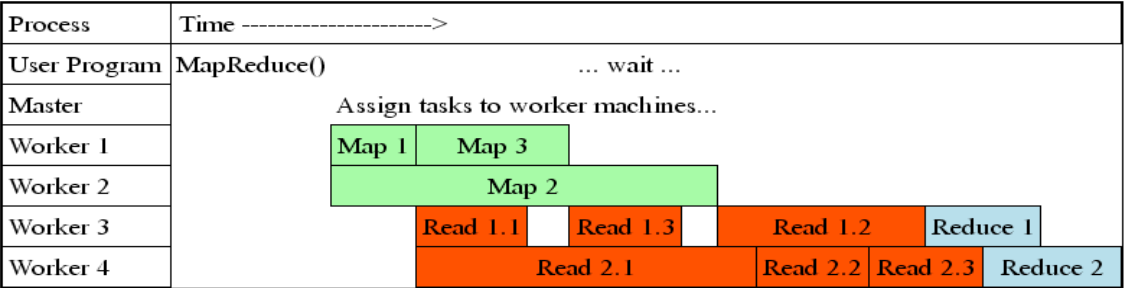 Process Time ---------------------->
User Program MapReduce() ... wait ...
Master Assign tasks to worker machines...
Worker 1 Map 1 Map 3
Worker 2 Map 2
Worker 3 Read 1.1 Read 1.3 Read 1.2 Reduce 1
Worker 4 Read 2.1 Read 2.2 Read 2.3 Reduce 2